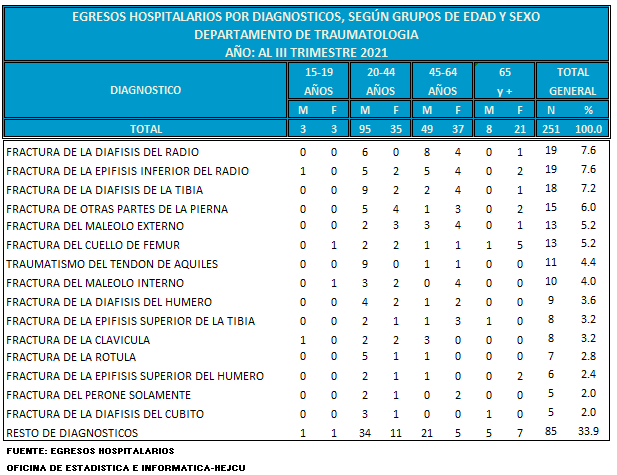 EGRESOS HOSPITALARIOS POR DIAGNOSTICOS, SEGÚN GRUPOS DE EDAD Y SEXO
DEPARTAMENTO DE TRAUMATOLOGIA
AÑO: AL III TRIMESTRE 2021
DIAGNOSTICO 15-19 AÑOS 20-44 AÑOS 45-64 AÑOS 65 y + TOTAL GENERAL
M F M F M F M F N %
TOTAL 3 3 95 35 49 37 8 21 251 100.0
FRACTURA DE LA DIAFISIS DEL RADIO 0 0 6 0 8 4 0 1 19 7.6
FRACTURA DE LA EPIFISIS INFERIOR DEL RADIO 1 0 5 2 5 4 0 2 19 7.6
FRACTURA DE LA DIAFISIS DE LA TIBIA 0 0 9 2 2 4 0 1 18 7.2
FRACTURA DE OTRAS PARTES DE LA PIERNA 0 0 5 4 1 3 0 2 15 6.0
FRACTURA DEL MALEOLO EXTERNO 0 0 2 3 3 4 0 1 13 5.2
FRACTURA DEL CUELLO DE FEMUR 0 1 2 2 1 1 1 5 13 5.2
TRAUMATISMO DEL TENDON DE AQUILES 0 0 9 0 1 1 0 0 11 4.4
FRACTURA DEL MALEOLO INTERNO 0 1 3 2 0 4 0 0 10 4.0
FRACTURA DE LA DIAFISIS DEL HUMERO 0 0 4 2 1 2 0 0 9 3.6
FRACTURA DE LA EPIFISIS SUPERIOR DE LA TIBIA 0 0 2 1 1 3 1 0 8 3.2
FRACTURA DE LA CLAVICULA 1 0 2 2 3 0 0 0 8 3.2
FRACTURA DE LA ROTULA 0 0 5 1 1 0 0 0 7 2.8
FRACTURA DE LA EPIFISIS SUPERIOR DEL HUMERO 0 0 2 1 1 0 0 2 6 2.4
FRACTURA DEL PERONE SOLAMENTE 0 0 2 1 0 2 0 0 5 2.0
FRACTURA DE LA DIAFISIS DEL CUBITO 0 0 3 1 0 0 1 0 5 2.0
RESTO DE DIAGNOSTICOS 1 1 34 11 21 5 5 7 85 33.9
FUENTE: EGRESOS HOSPITALARIOS
OFICINA DE ESTADISTICA E INFORMATICA-HEJCU